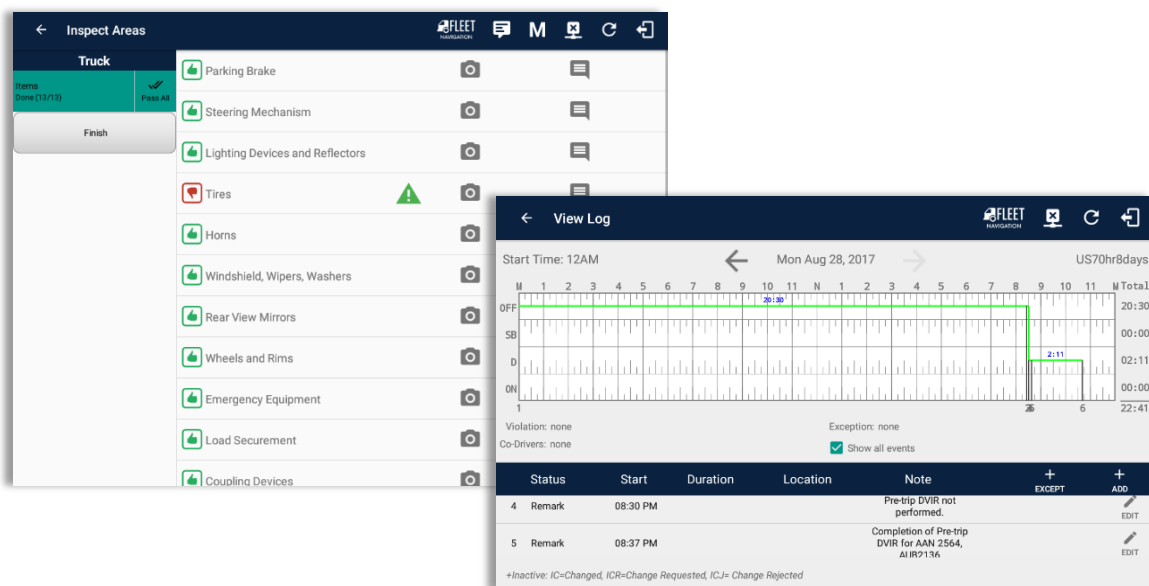 Inspect Areas
FLEET
NAVIGATION
M
Truck
Items
Done (13/13)
Pass All
Finish
Parking Brake
Steering Mechanism
Lighting Devices and Reflectors
Tires
Horns
Windshield, Wipers, Washers
Rear View Mirrors
Wheels and Rims
Emergency Equipment
Load Securement
Coupling Devices
View Log
FLEET
NAVIGATION
Start Time: 12AM Mon Aug 28, 2017 US70hr8days
M 1 2 3 4 5 6 7 8 9 10 11 N 1 2 3 4 5 6 7 8 9 10 11 M Total
OFF 20:30 20:30
SB 00:00
D 2:11 02:11
ON 00:00
1 6 22:41
Violation: none Exception: none
Co-Drivers: none Show all events
Status Start Duration Location Note + EXCEPT + ADD
4 Remark 08:30 PM Pre-trip DVIR not
performed.
EDIT
5 Remark 08:37 PM Completion of Pre-trip
DVIR for AAN 2564,
AUB2136
EDIT
+Inactive: IC=Changed, ICR=Change Requested, ICJ= Change Rejected